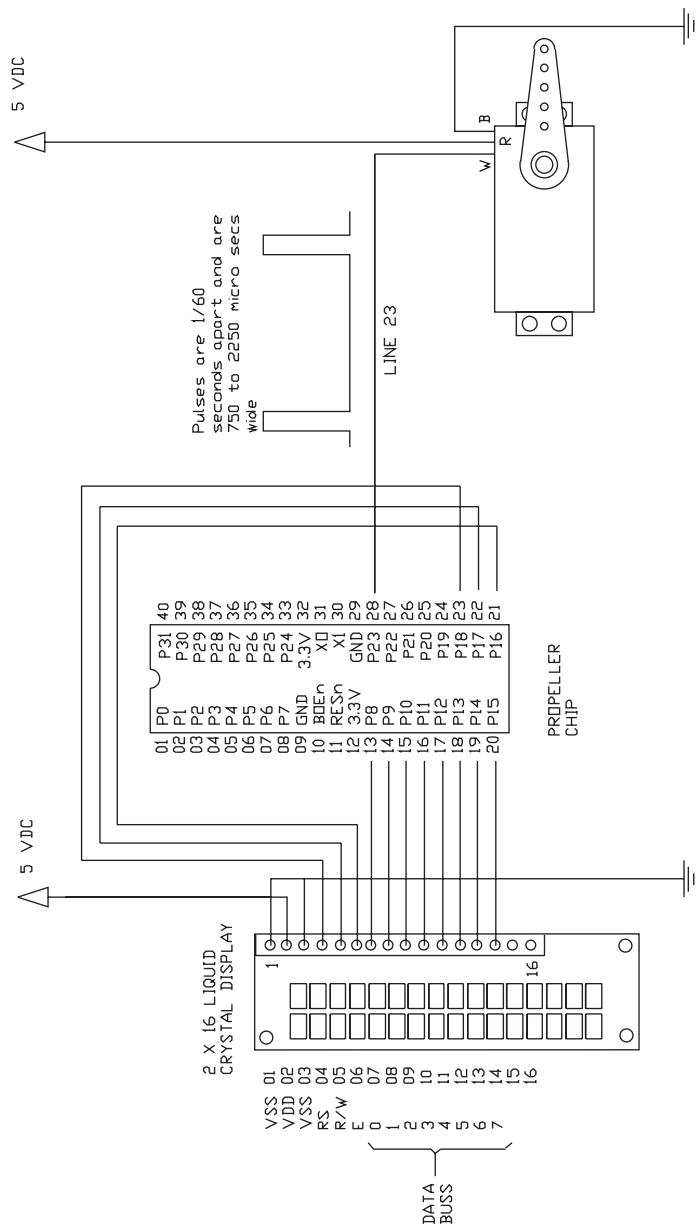 5 VDC
5 VDC
B
R
W
Pulses are 1/60
seconds apart and are
750 to 2250 micro secs
wide
LINE 23
2 X 16 LIQUID
CRYSTAL DISPLAY
1
16
VSS 01
VDD 02
VSS 03
RS 04
R/W 05
E 06
0 07
1 08
2 09
3 10
4 11
5 12
6 13
7 14
15
16
DATA
BUSS
01 P0 P31 40
02 P1 P30 39
03 P2 P29 38
04 P3 P28 37
05 P4 P27 36
06 P5 P26 35
07 P6 P25 34
08 P7 P24 33
09 GND 3.3V 32
10 BOEn XO 31
11 RESn X1 30
12 3.3V GND 29
13 P8 P23 28
14 P9 P22 27
15 P10 P21 26
16 P11 P20 25
17 P12 P19 24
18 P13 P18 23
19 P14 P17 22
20 P15 P16 21
PROPELLER
CHIP